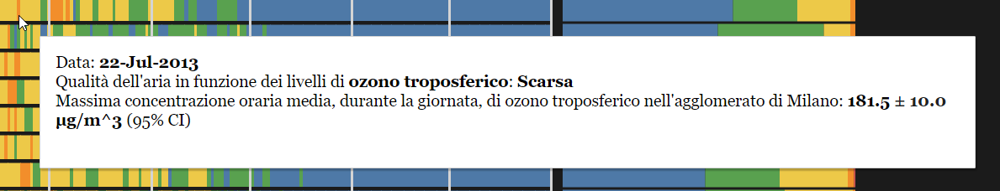 Data: 22-Jul-2013
Qualità dell'aria in funzione dei livelli di ozono troposferico: Scarsa
Massima concentrazione oraria media, durante la giornata, di ozono troposferico nell'agglomerato di Milano: 181.5 ± 10.0
µg/m^3 (95% CI)